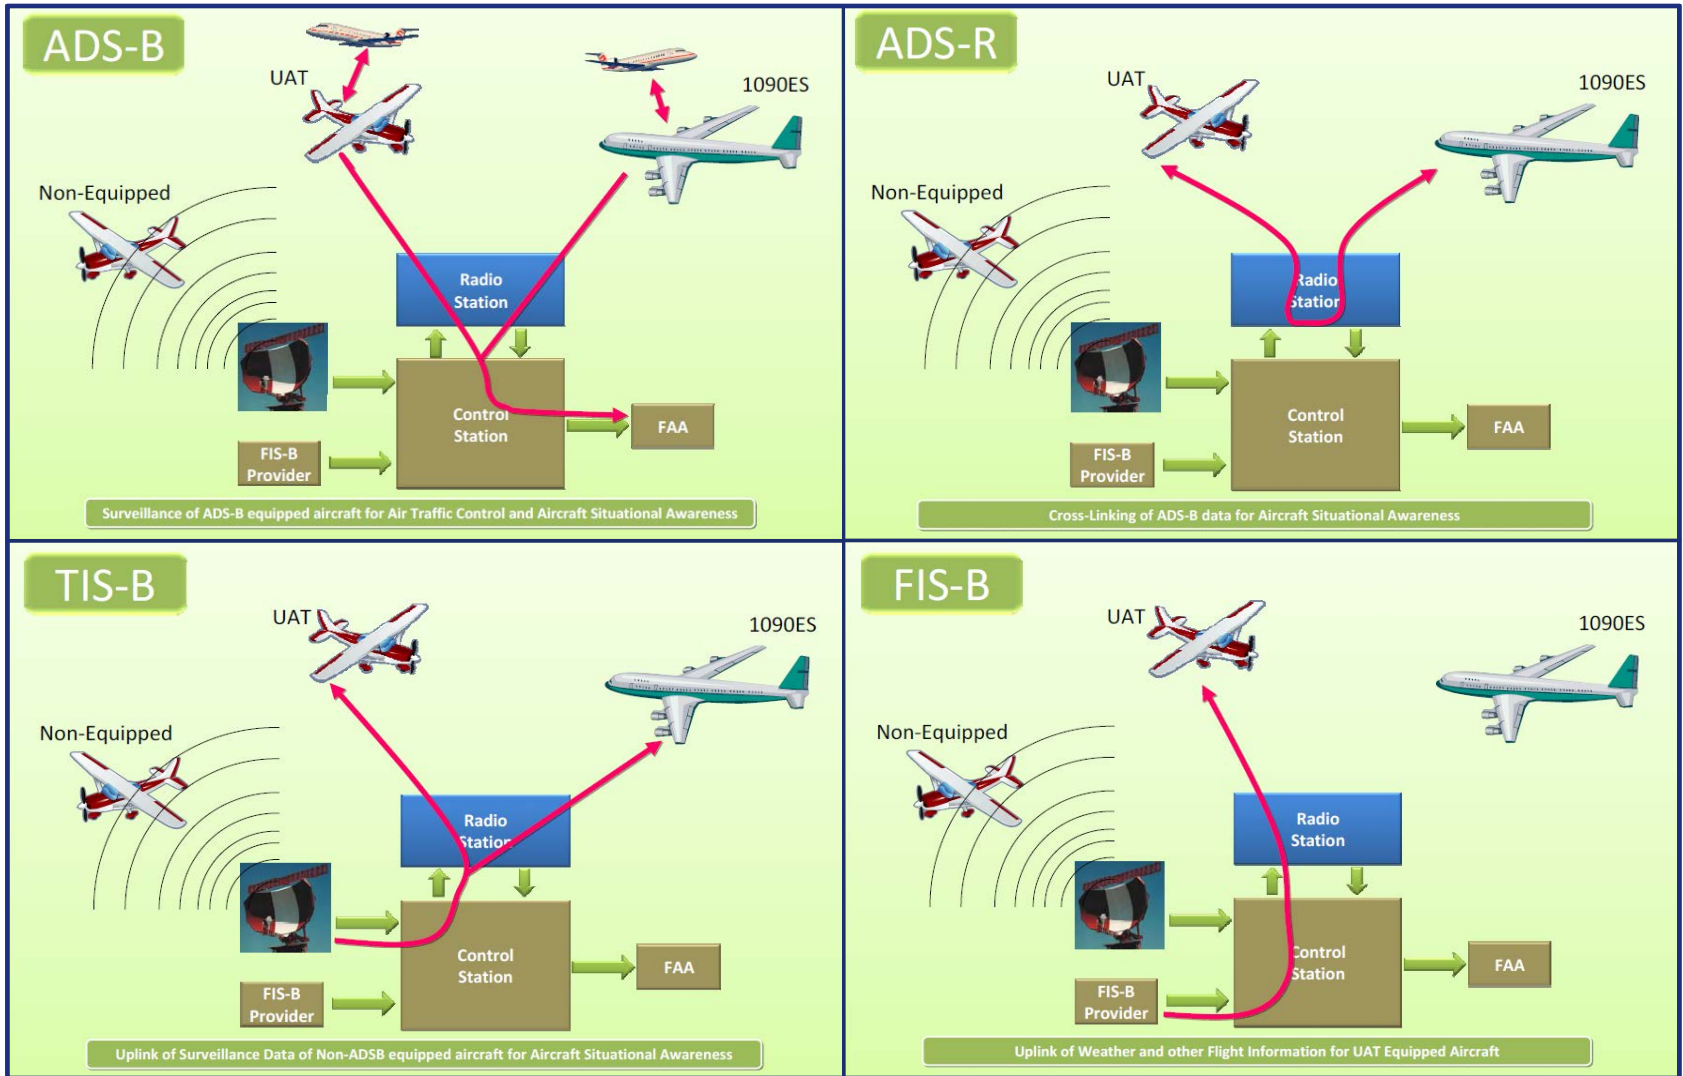 ADS-B
UAT
1090ES
Non-Equipped
Radio
Station
Control
Station
FAA
FIS-B
Provider
Surveillance of ADS-B equipped aircraft for Air Traffic Control and Aircraft Situational Awareness
ADS-R
UAT
1090ES
Non-Equipped
Radio
Station
Control
Station
FAA
FIS-B
Provider
Cross-Linking of ADS-B data for Aircraft Situational Awareness
TIS-B
UAT
1090ES
Non-Equipped
Radio
Station
Control
Station
FAA
FIS-B
Provider
Uplink of Surveillance Data of Non-ADSB equipped aircraft for Aircraft Situational Awareness
FIS-B
UAT
1090ES
Non-Equipped
Radio
Station
Control
Station
FAA
FIS-B
Provider
Uplink of Weather and other Flight Information for UAT Equipped Aircraft